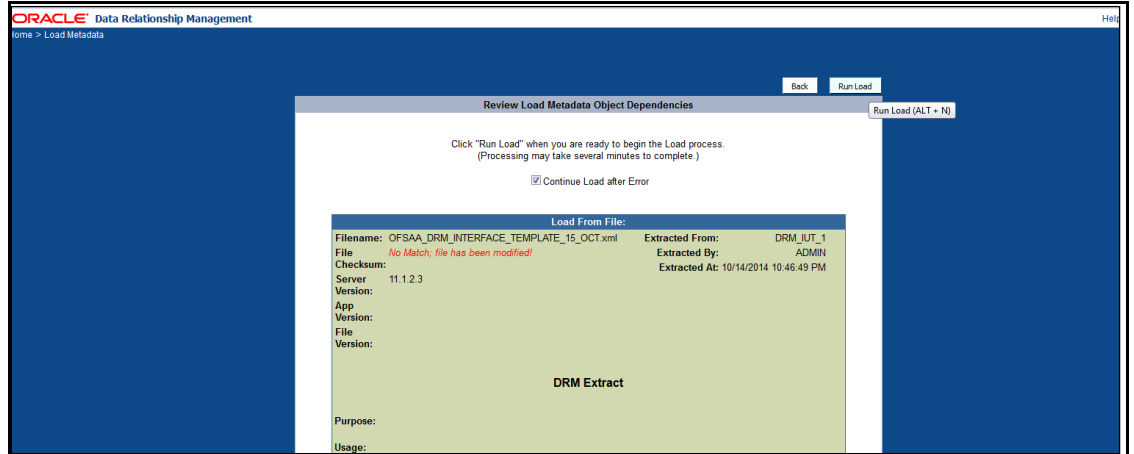 ORACLE Data Relationship Management
Help
Home > Load Metadata
Back Run Load
Review Load Metadata Object Dependencies
Run Load (ALT + N)
Click "Run Load" when you are ready to begin the Load process.
(Processing may take several minutes to complete.)
Continue Load after Error
Load From File:
Filename: OFSAA_DRM_INTERFACE_TEMPLATE_15_OCT.xml Extracted From: DRM_IUT_1
File No Match; file has been modified! Extracted By: ADMIN
Checksum:
Extracted At: 10/14/2014 10:46:49 PM
Server 11.1.2.3
Version:
App
Version:
File
Version:
DRM Extract
Purpose:
Usage: